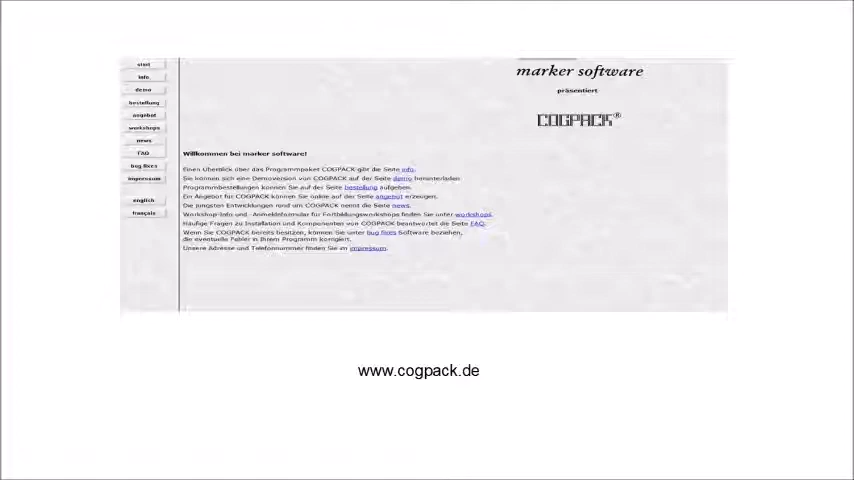 start
info
demo
bestellung
angebot
workshops
news
FAQ
bug fixes
impressum
english
français
marker software
präsentiert
COGPACK®
Willkommen bei marker software!
Einen Überblick über das Programmpaket COGPACK gibt die Seite info.
Sie können sich eine Demoversion von COGPACK auf der Seite demo herunterladen.
Programmbestellungen können Sie auf der Seite bestellung aufgeben.
Ein Angebot für COGPACK können Sie online auf der Seite angebot erzeugen.
Die jüngsten Entwicklungen rund um COGPACK nennt die Seite news.
Workshop-Info und -Anmeldeformular für Fortbildungsworkshops finden Sie unter workshops.
Häufige Fragen zu Installation und Komponenten von COGPACK beantwortet die Seite FAQ.
Wenn Sie COGPACK bereits besitzen, können Sie unter bug fixes Software beziehen,
die eventuelle Fehler in Ihrem Programm korrigiert.
Unsere Adresse und Telefonnummer finden Sie im impressum.
www.cogpack.de